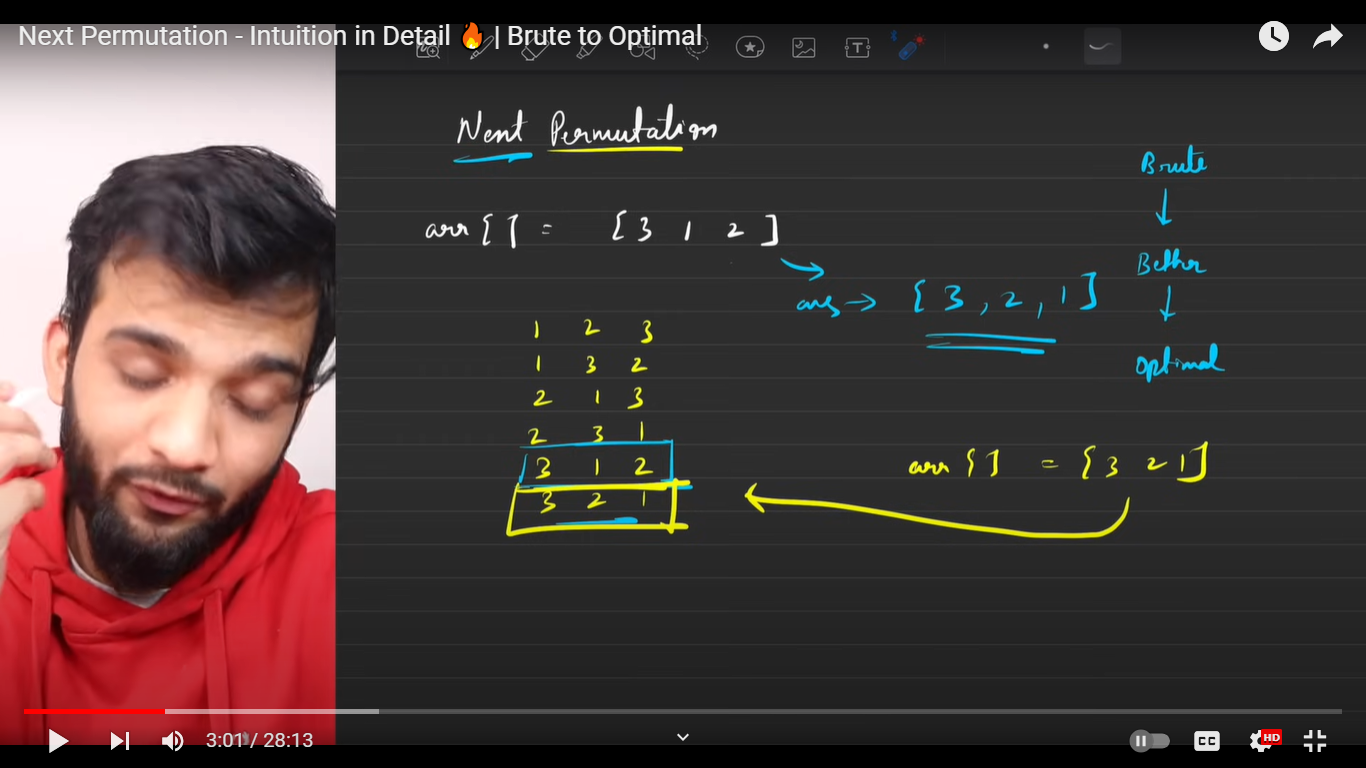 Next Permutation - Intuition in Detail 🔥 | Brute to Optimal
Next Permutation
Brute
↓
Better
↓
Optimal
arr[] = [3 1 2]
ans → [3, 2, 1]
1 2 3
1 3 2
2 1 3
2 3 1
3 1 2
3 2 1
arr[] = [3 2 1]
3:01 / 28:13
CC
HD